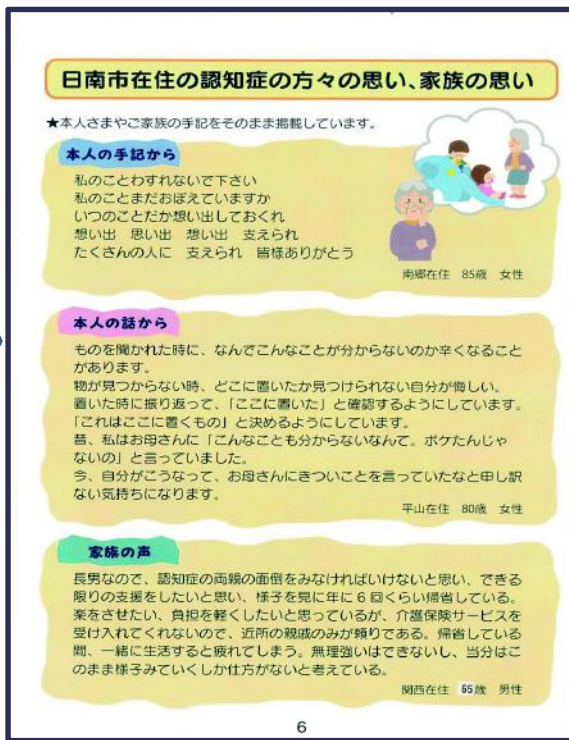 日南市在住の認知症の方々の思い、家族の思い
★本人さまやご家族の手記をそのまま掲載しています。
本人の手記から
私のことわすれないで下さい
私のことまだおぼえていますか
いつのことだか想い出しておくれ
想い出　思い出　想い出　支えられ
たくさんの人に　支えられ　皆様ありがとう
南郷在住　85歳　女性
本人の話から
ものを聞かれた時に、なんでこんなことが分からないのか辛くなること
があります。
物が見つからない時、どこに置いたか見つけられない自分が悔しい。
置いた時に振り返って、「ここに置いた」と確認するようにしています。
「これはここに置くもの」と決めるようにしています。
昔、私はお母さんに「こんなことも分からないなんて。ボケたんじゃ
ないの」と言っていました。
今、自分がこうなって、お母さんにきついことを言っていたなと申し訳
ない気持ちになります。
平山在住　80歳　女性
家族の声
長男なので、認知症の両親の面倒をみなければいけないと思い、できる
限りの支援をしたいと思い、様子を見に年に6回くらい帰省している。
楽をさせたい、負担を軽くしたいと思っているが、介護保険サービスを
受け入れてくれないので、近所の親戚のみが頼りである。帰省している
間、一緒に生活すると疲れてしまう。無理強いはできないし、当分はこ
のまま様子みていくしか仕方がないと考えている。
関西在住　65歳　男性
6